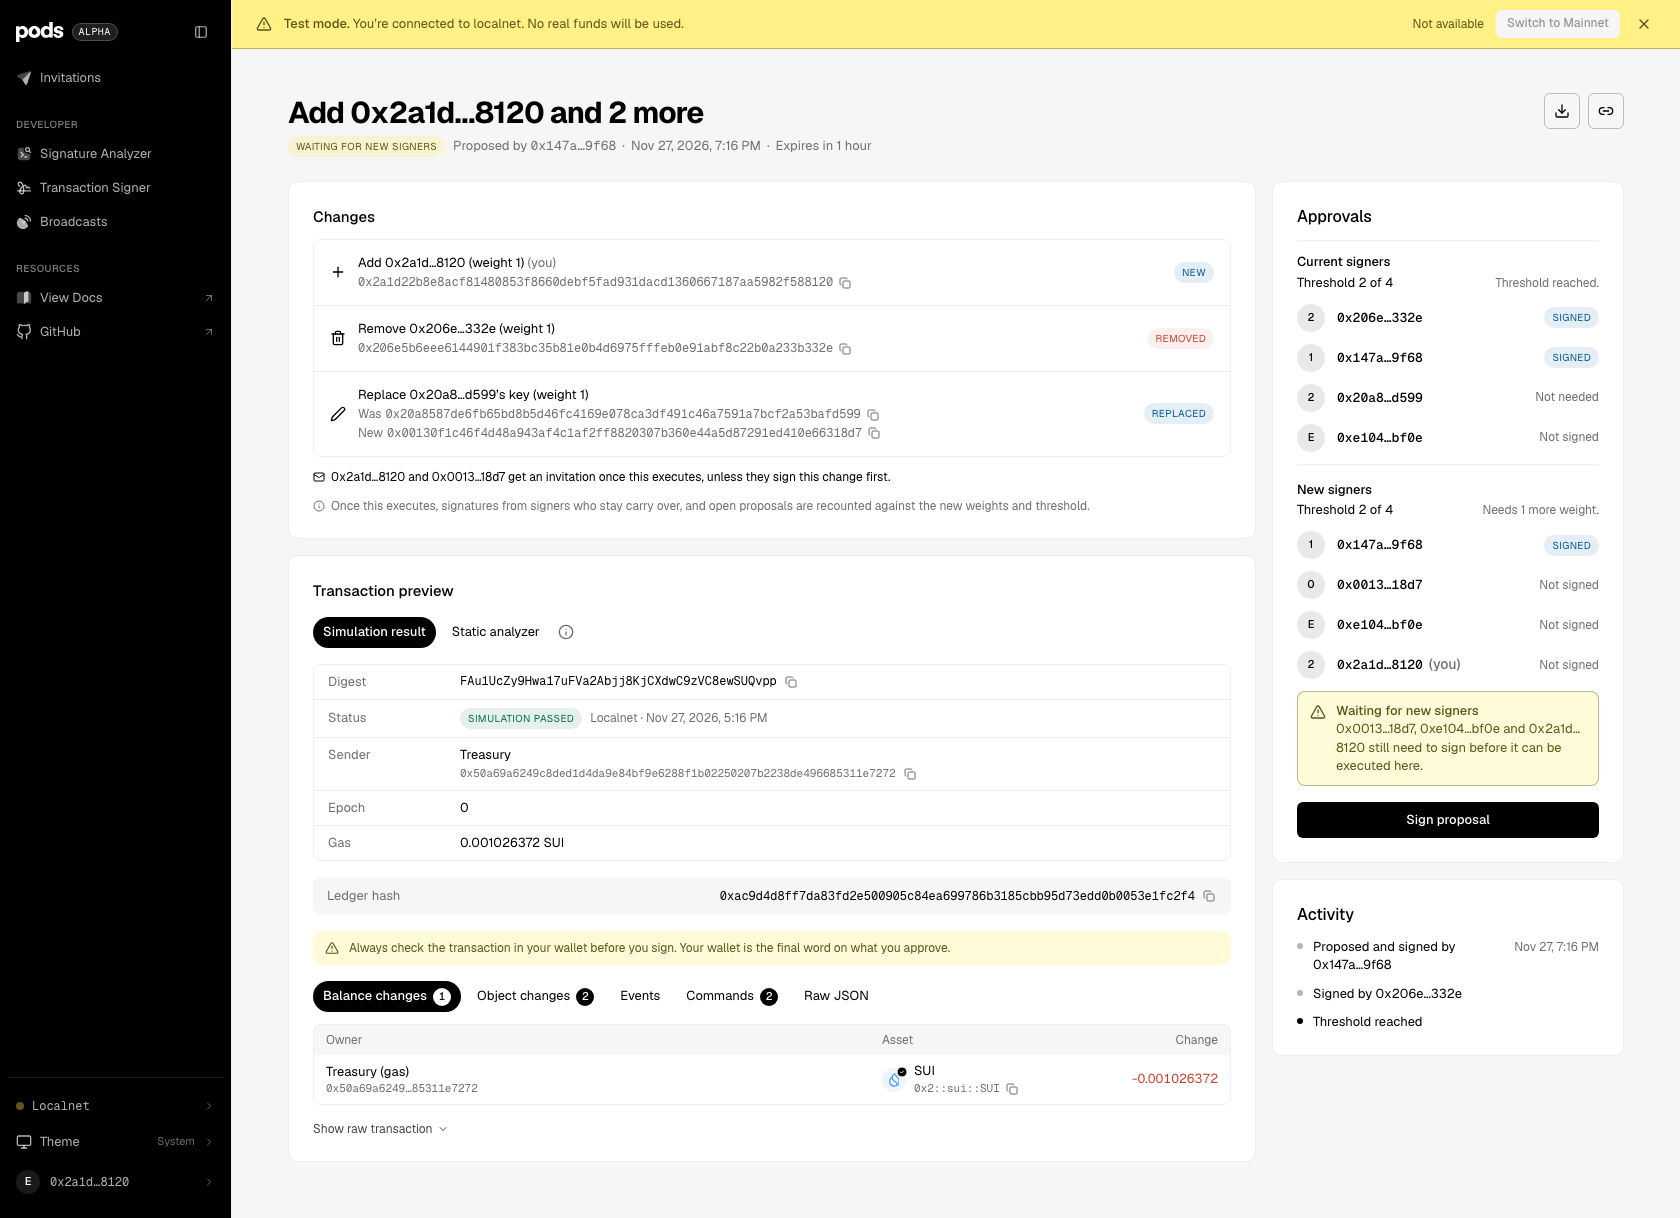 pods ALPHA
Invitations
DEVELOPER
Signature Analyzer
Transaction Signer
Broadcasts
RESOURCES
View Docs
GitHub
Localnet
Theme System
E 0x2a1d…8120
Test mode. You're connected to localnet. No real funds will be used.
Not available Switch to Mainnet
Add 0x2a1d…8120 and 2 more
WAITING FOR NEW SIGNERS Proposed by 0x147a…9f68 · Nov 27, 2026, 7:16 PM · Expires in 1 hour
Changes
Add 0x2a1d…8120 (weight 1) (you)
0x2a1d22b8e8acf81480853f8660debf5fad931dacd1360667187aa5982f588120
NEW
Remove 0x206e…332e (weight 1)
0x206e5b6eee6144901f383bc35b81e0b4d6975fffeb0e91abf8c22b0a233b332e
REMOVED
Replace 0x20a8…d599's key (weight 1)
Was 0x20a8587de6fb65bd8b5d46fc4169e078ca3df491c46a7591a7bcf2a53bafd599
New 0x00130f1c46f4d48a943af4c1af2ff8820307b360e44a5d87291ed410e66318d7
REPLACED
0x2a1d…8120 and 0x0013…18d7 get an invitation once this executes, unless they sign this change first.
Once this executes, signatures from signers who stay carry over, and open proposals are recounted against the new weights and threshold.
Transaction preview
Simulation result Static analyzer
Digest FAu1UcZy9Hwa17uFVa2Abjj8KjCXdwC9zVC8ewSUQvpp
Status SIMULATION PASSED Localnet · Nov 27, 2026, 5:16 PM
Sender Treasury
0x50a69a6249c8ded1d4da9e84bf9e6288f1b02250207b2238de496685311e7272
Epoch 0
Gas 0.001026372 SUI
Ledger hash 0xac9d4d8ff7da83fd2e500905c84ea699786b3185cbb95d73edd0b0053e1fc2f4
Always check the transaction in your wallet before you sign. Your wallet is the final word on what you approve.
Balance changes 1 Object changes 2 Events Commands 2 Raw JSON
Owner Asset Change
Treasury (gas) SUI -0.001026372
0x50a69a6249…85311e7272 0x2::sui::SUI
Show raw transaction
Approvals
Current signers
Threshold 2 of 4 Threshold reached.
2 0x206e…332e SIGNED
1 0x147a…9f68 SIGNED
2 0x20a8…d599 Not needed
E 0xe104…bf0e Not signed
New signers
Threshold 2 of 4 Needs 1 more weight.
1 0x147a…9f68 SIGNED
0 0x0013…18d7 Not signed
E 0xe104…bf0e Not signed
2 0x2a1d…8120 (you) Not signed
Waiting for new signers
0x0013…18d7, 0xe104…bf0e and 0x2a1d…
8120 still need to sign before it can be
executed here.
Sign proposal
Activity
Proposed and signed by Nov 27, 7:16 PM
0x147a…9f68
Signed by 0x206e…332e
Threshold reached